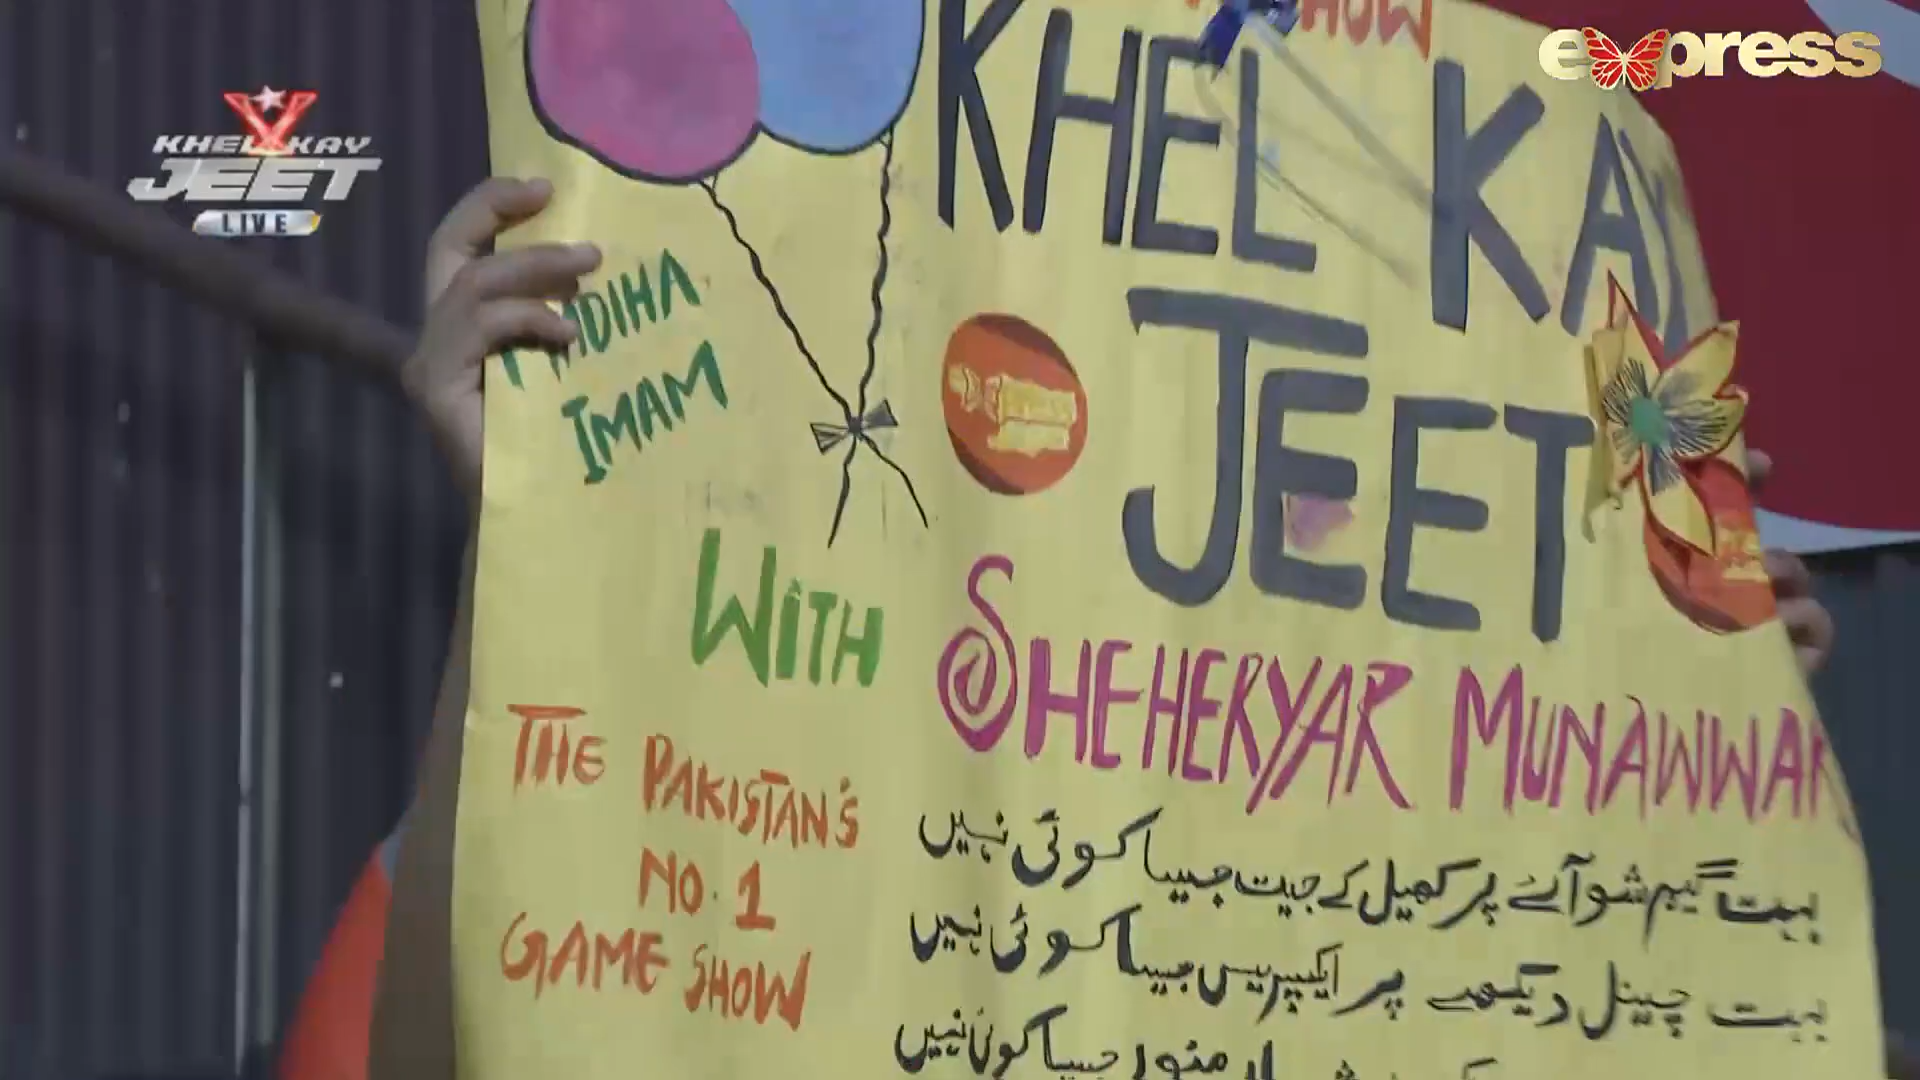 SHOW
express
KHEL KAY
JEET
LIVE
KHEL KAY
JEET
MADIHA
IMAM
WITH
SHEHERYAR MUNAWWAR
THE PAKISTAN'S
NO. 1
GAME SHOW
بہت گیم شو آئے پر کھیل کے جیت جیسا کوئی نہیں
بہت چینل دیکھے پر ایکسپریس جیسا کوئی نہیں
منور جیسا کوئی نہیں